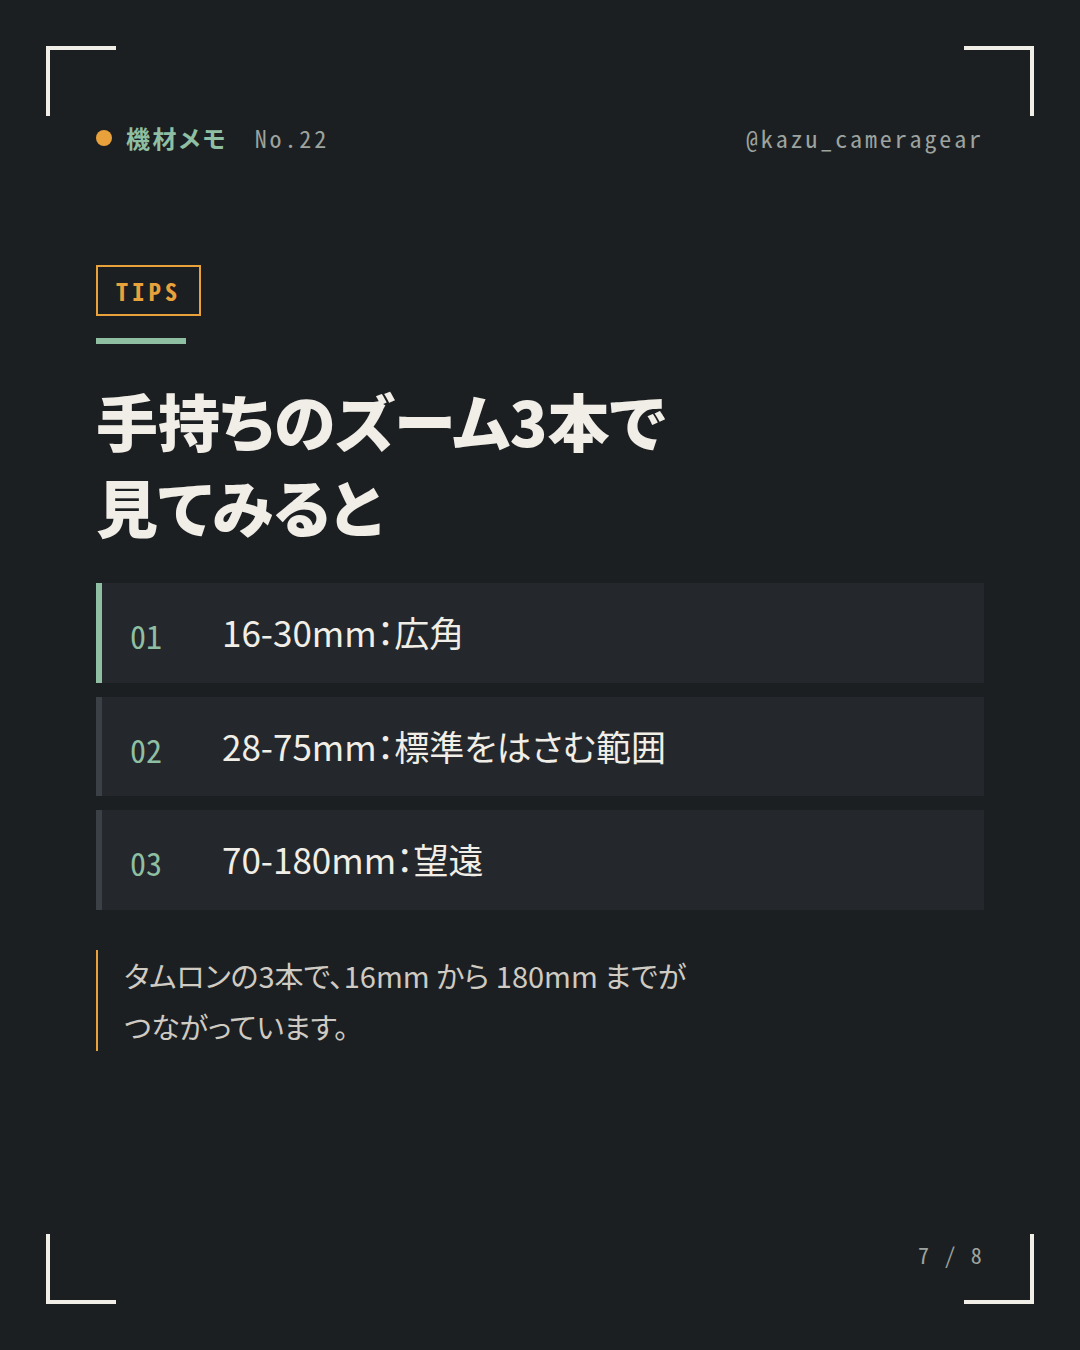 機材メモ No.22
@kazu_cameragear
TIPS
手持ちのズーム3本で
見てみると
01 16-30mm：広角
02 28-75mm：標準をはさむ範囲
03 70-180mm：望遠
タムロンの3本で、16mm から 180mm までが
つながっています。
7 / 8